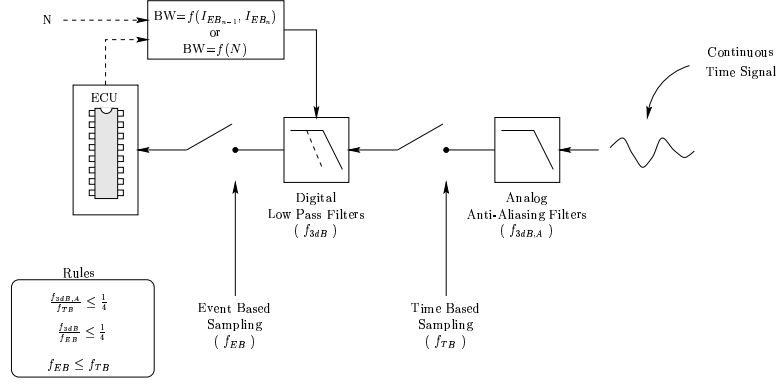 N
BW=f(I_{EB_{n-1}}, I_{EB_n})
or
BW=f(N)
Continuous
Time Signal
ECU
Digital
Low Pass Filters
( f_{3dB} )
Analog
Anti-Aliasing Filters
( f_{3dB,A} )
Rules
f_{3dB,A}/f_{TB} ≤ 1/4
f_{3dB}/f_{EB} ≤ 1/4
f_{EB} ≤ f_{TB}
Event Based
Sampling
( f_{EB} )
Time Based
Sampling
( f_{TB} )